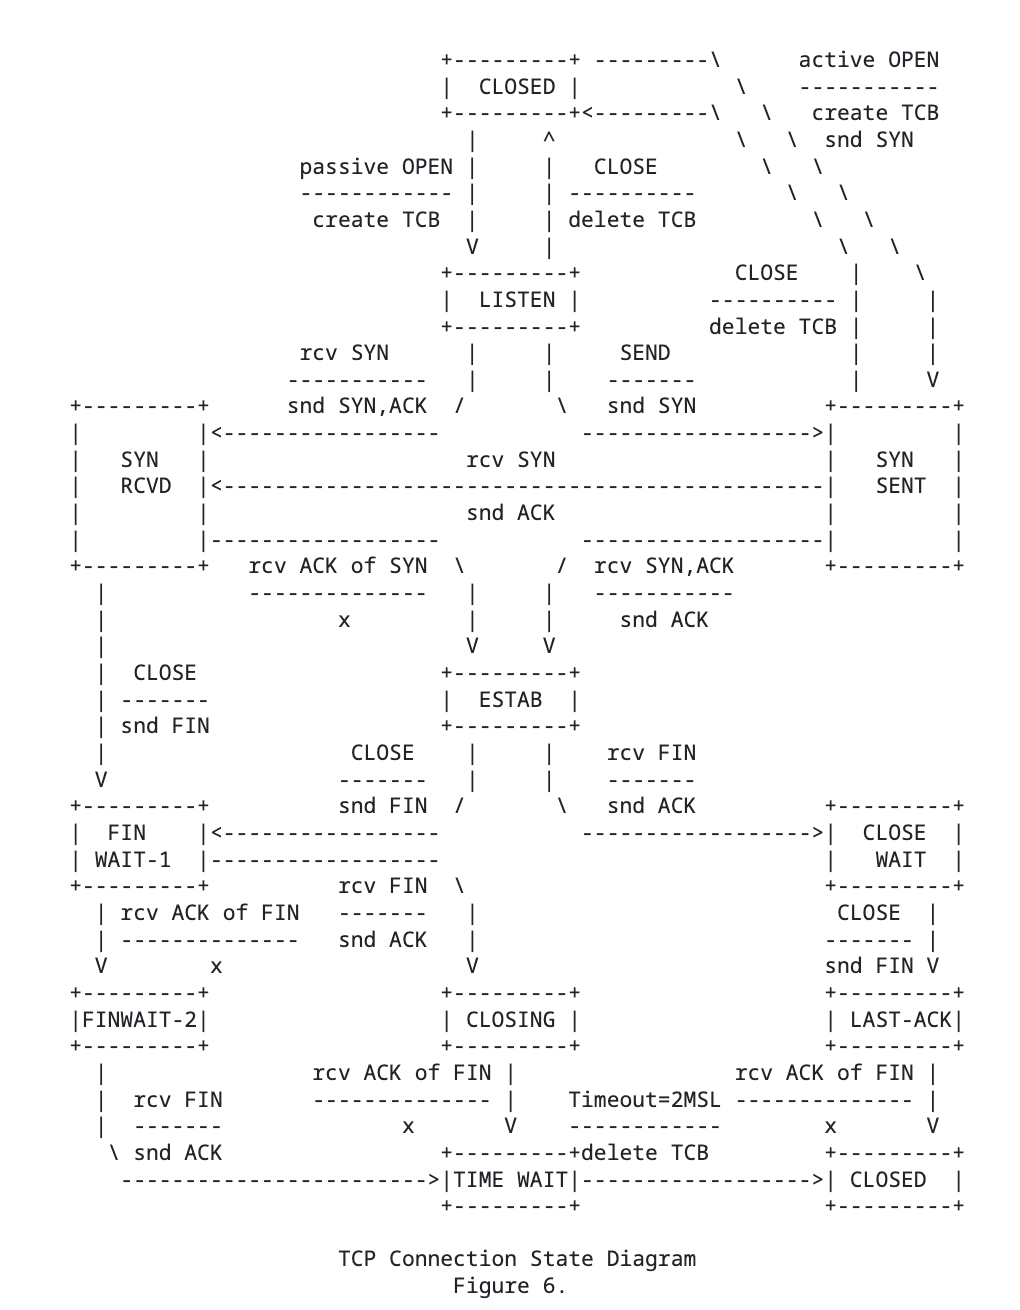 +---------+ ---------\      active OPEN
                              |  CLOSED |            \    -----------
                              +---------+<---------\   \   create TCB
                                |     ^              \   \  snd SYN
                   passive OPEN |     |   CLOSE        \   \
                   ------------ |     | ----------       \   \
                    create TCB  |     | delete TCB         \   \
                                V     |                      \   \
                              +---------+            CLOSE    |    \
                              |  LISTEN |          ---------- |     |
                              +---------+          delete TCB |     |
                   rcv SYN      |     |     SEND              |     |
                  -----------   |     |    -------            |     V
 +---------+      snd SYN,ACK  /       \   snd SYN          +---------+
 |         |<-----------------           ------------------>|         |
 |   SYN   |                    rcv SYN                     |   SYN   |
 |   RCVD  |<-----------------------------------------------|   SENT  |
 |         |                    snd ACK                     |         |
 |         |------------------           -------------------|         |
 +---------+   rcv ACK of SYN  \       /  rcv SYN,ACK       +---------+
   |           --------------   |     |   -----------
   |                  x         |     |     snd ACK
   |                            V     V
   |  CLOSE                   +---------+
   | -------                  |  ESTAB  |
   | snd FIN                  +---------+
   |                   CLOSE    |     |    rcv FIN
   V                  -------   |     |    -------
 +---------+          snd FIN  /       \   snd ACK          +---------+
 |  FIN    |<-----------------           ------------------>|  CLOSE  |
 | WAIT-1  |------------------                              |   WAIT  |
 +---------+          rcv FIN  \                            +---------+
   | rcv ACK of FIN   -------   |                            CLOSE  |
   | --------------   snd ACK   |                           ------- |
   V        x                   V                           snd FIN V
 +---------+                  +---------+                   +---------+
 |FINWAIT-2|                  | CLOSING |                   | LAST-ACK|
 +---------+                  +---------+                   +---------+
   |                rcv ACK of FIN |                 rcv ACK of FIN |
   |  rcv FIN       -------------- |    Timeout=2MSL -------------- |
   |  -------              x       V    ------------        x       V
    \ snd ACK                 +---------+delete TCB         +---------+
     ------------------------>|TIME WAIT|------------------>| CLOSED  |
                              +---------+                   +---------+
                      TCP Connection State Diagram
                               Figure 6.